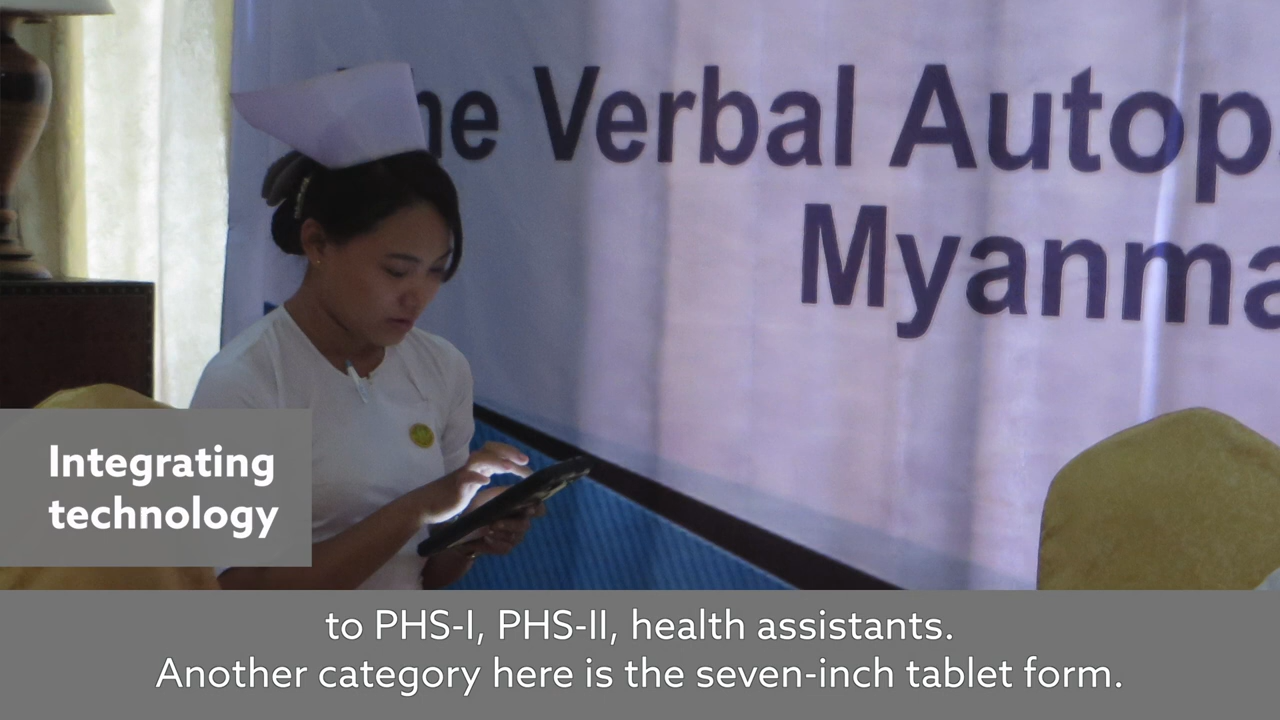 The Verbal Autop
Myanma
Integrating
technology
to PHS-I, PHS-II, health assistants.
Another category here is the seven-inch tablet form.